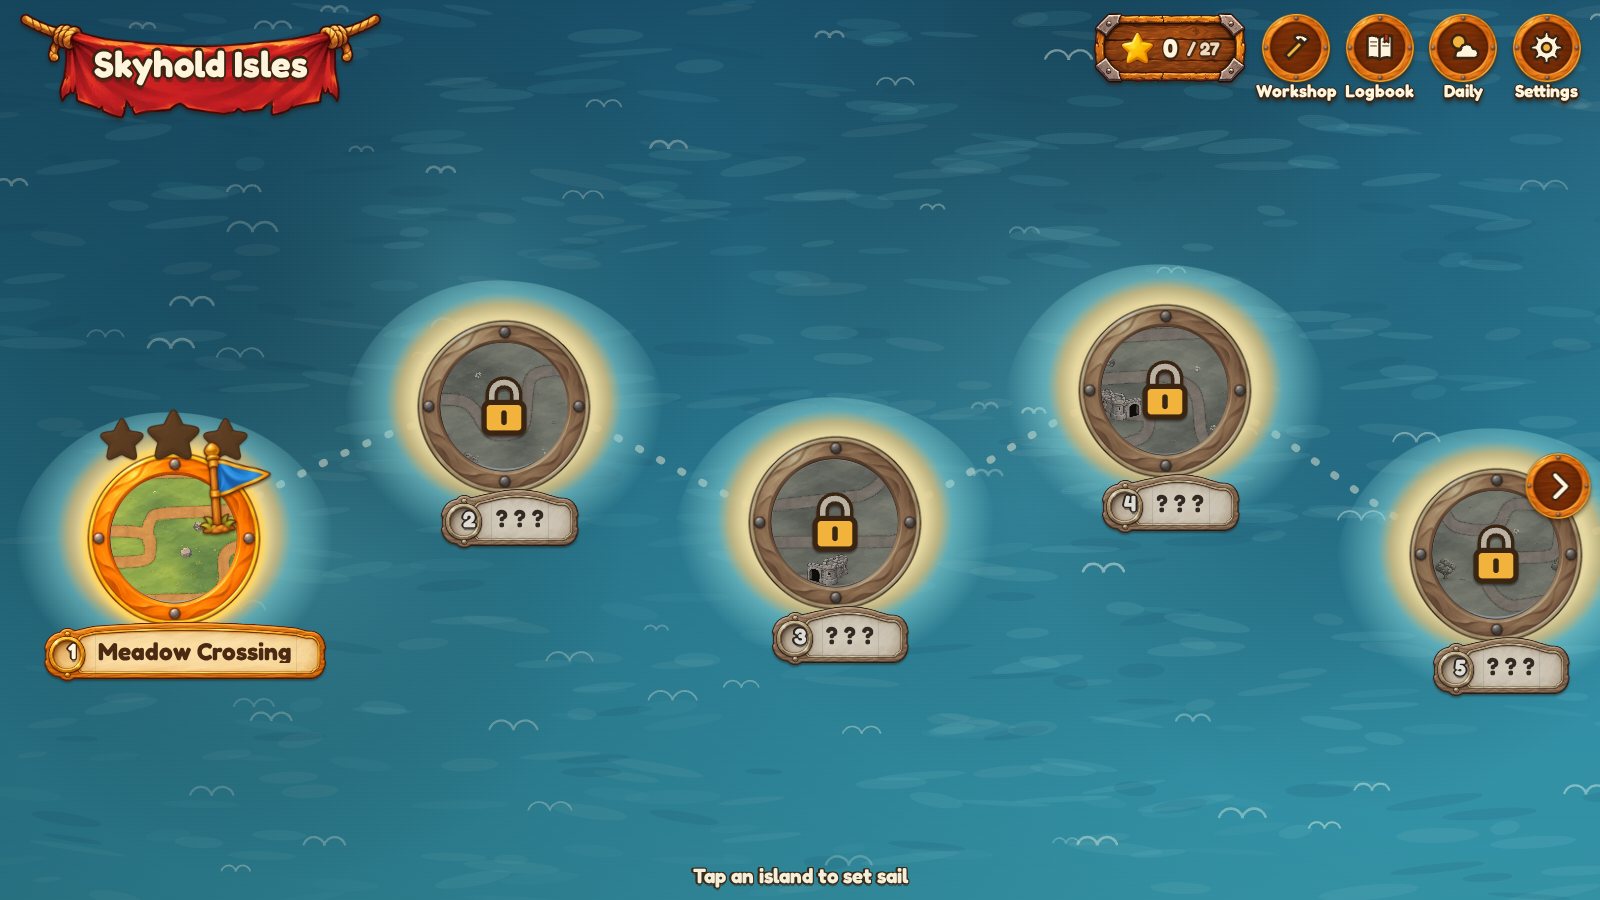 Skyhold Isles
0 / 27
Workshop
Logbook
Daily
Settings
1 Meadow Crossing
2 ???
3 ???
4 ???
5 ???
Tap an island to set sail